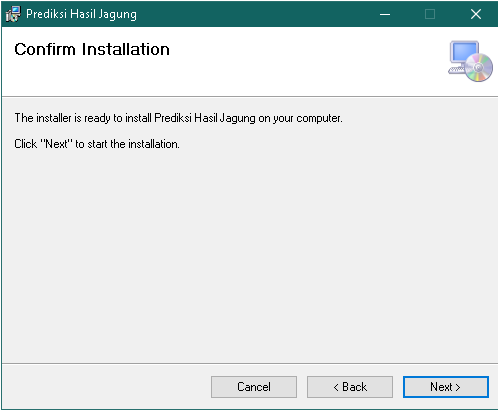 Prediksi Hasil Jagung
Confirm Installation
The installer is ready to install Prediksi Hasil Jagung on your computer.
Click "Next" to start the installation.
Cancel
< Back
Next >